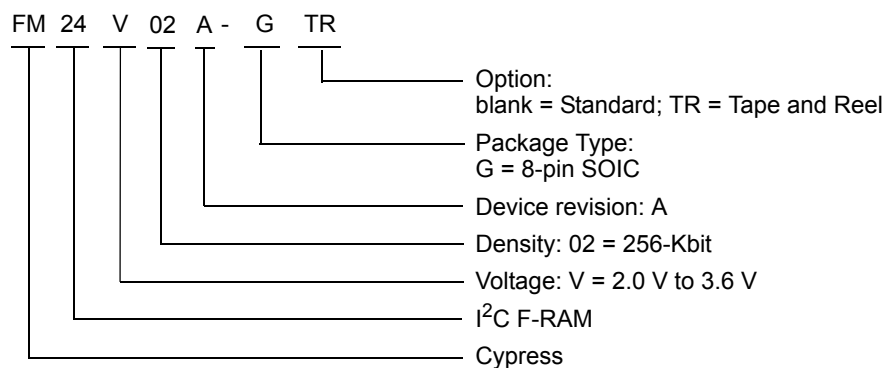 FM 24 V 02 A - G TR
Option:
blank = Standard; TR = Tape and Reel
Package Type:
G = 8-pin SOIC
Device revision: A
Density: 02 = 256-Kbit
Voltage: V = 2.0 V to 3.6 V
I²C F-RAM
Cypress